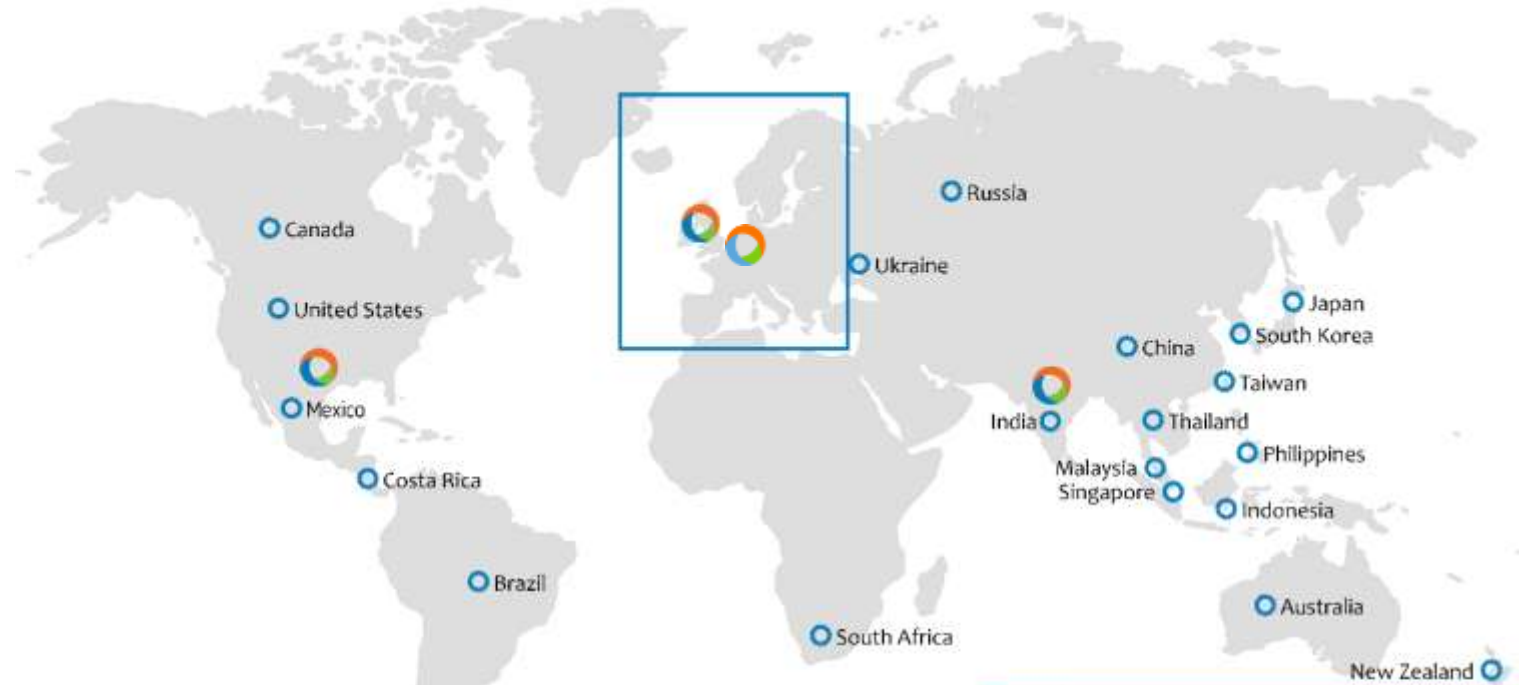 Russia
Canada
Ukraine
United States
Japan
South Korea
China
Taiwan
Mexico
India
Thailand
Philippines
Malaysia
Costa Rica
Singapore
Indonesia
Brazil
Australia
South Africa
New Zealand